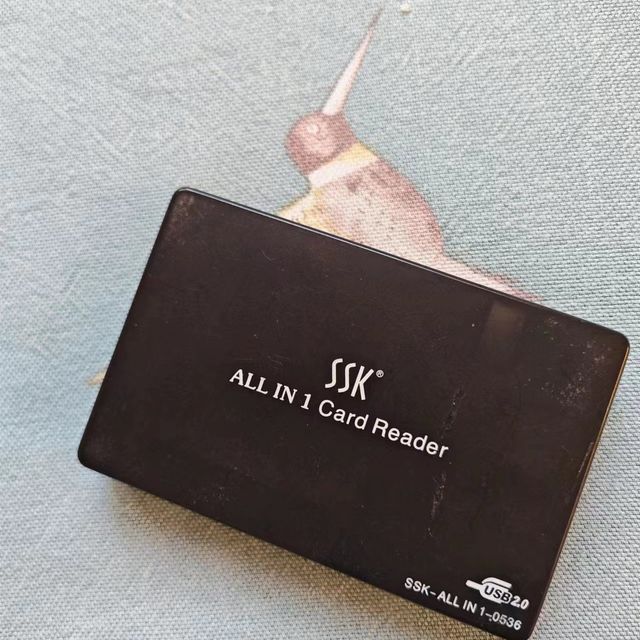 SSK®
ALL IN 1 Card Reader
USB2.0
SSK-ALL IN 1-0536